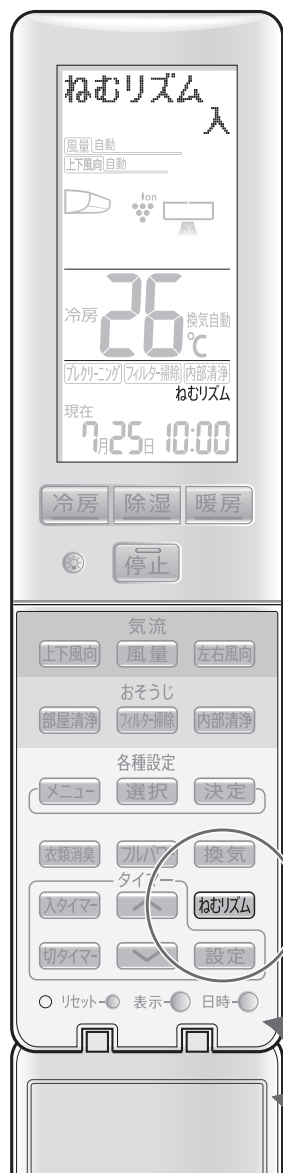 ねむリズム
入
風量 自動
上下風向 自動
ion
冷房 26℃ 換気自動
プレクリーニング フィルター掃除 内部清浄
ねむリズム
現在
7月25日 10:00
冷房 除湿 暖房
停止
気流
上下風向 風量 左右風向
おそうじ
部屋清浄 フィルター掃除 内部清浄
各種設定
メニュー 選択 決定
衣類消臭 フルパワー 換気
タイマー
入タイマー ねむリズム
切タイマー 設定
リセット 表示 日時